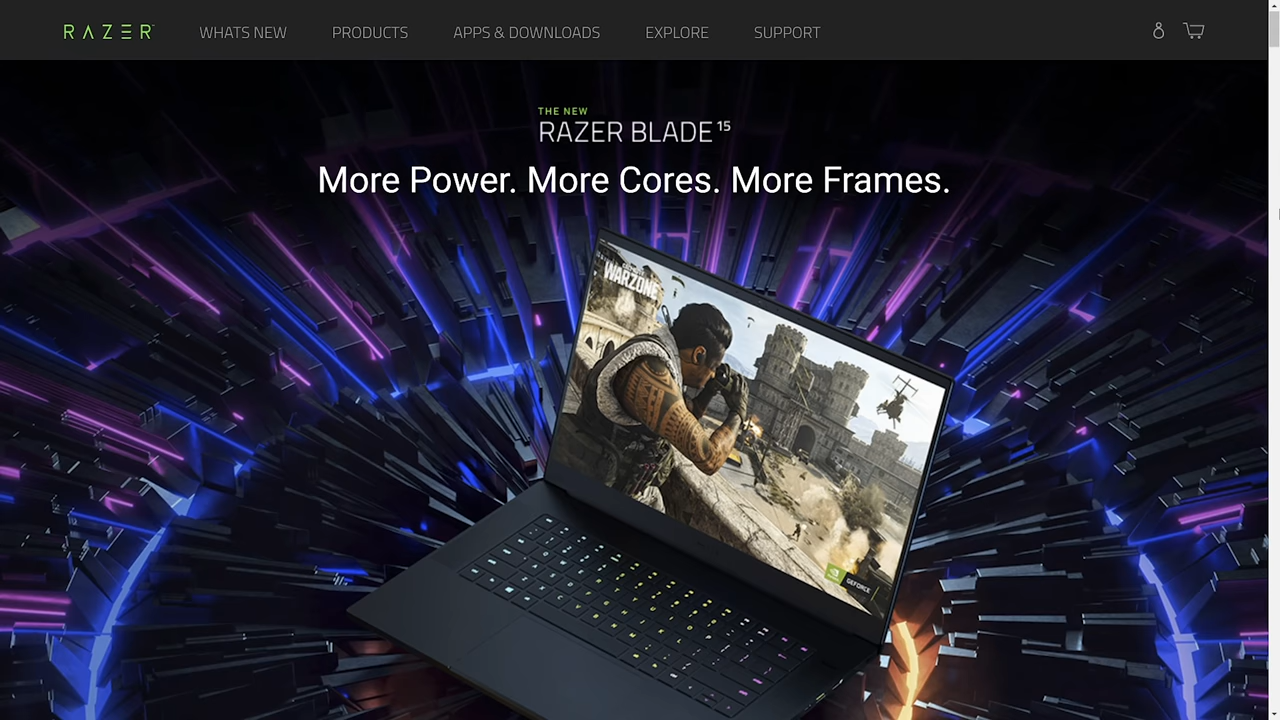 RAZER
WHATS NEW
PRODUCTS
APPS & DOWNLOADS
EXPLORE
SUPPORT
THE NEW
RAZER BLADE 15
More Power. More Cores. More Frames.
WARZONE
GEFORCE